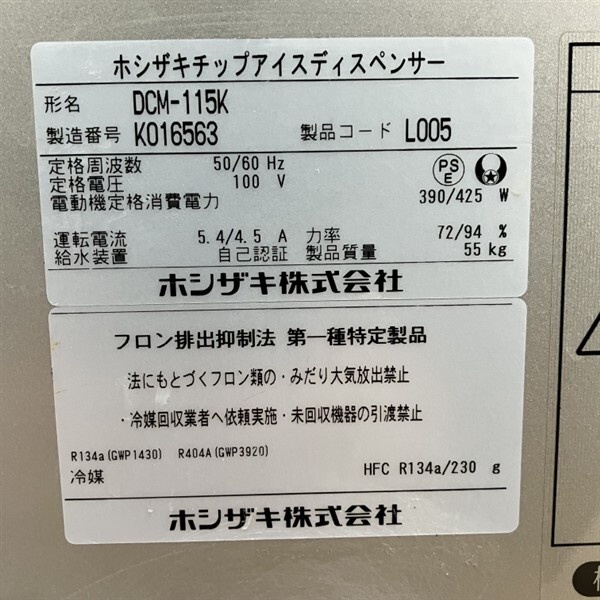 ホシザキチップアイスディスペンサー
形名 DCM-115K
製造番号 K016563 製品コード L005
定格周波数 50/60 Hz
定格電圧 100 V
PSE
電動機定格消費電力 390/425 W
運転電流 5.4/4.5 A 力率 72/94 %
給水装置 自己認証 製品質量 55 kg
ホシザキ株式会社
フロン排出抑制法 第一種特定製品
法にもとづくフロン類の・みだり大気放出禁止
・冷媒回収業者へ依頼実施・未回収機器の引渡禁止
R134a(GWP1430) R404A(GWP3920)
冷媒 HFC R134a/230 g
ホシザキ株式会社